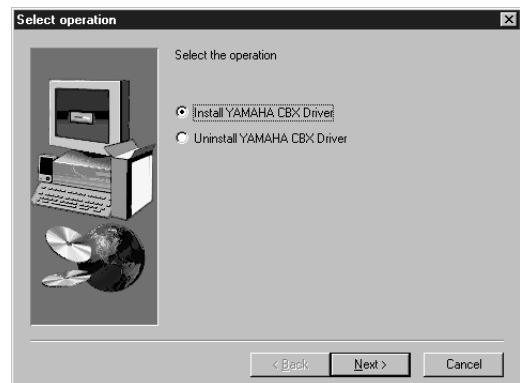 Select operation
Select the operation
Install YAMAHA CBX Driver
Uninstall YAMAHA CBX Driver
< Back
Next >
Cancel